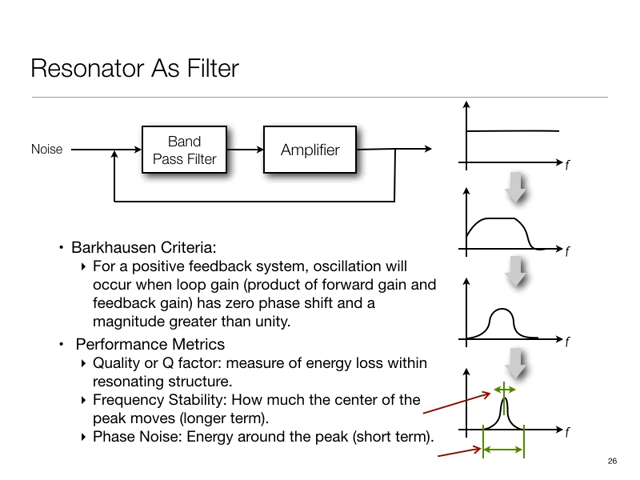 Resonator As Filter
Noise
Band
Pass Filter
Amplifier
f
f
f
f
• Barkhausen Criteria:
‣ For a positive feedback system, oscillation will
occur when loop gain (product of forward gain and
feedback gain) has zero phase shift and a
magnitude greater than unity.
• Performance Metrics
‣ Quality or Q factor: measure of energy loss within
resonating structure.
‣ Frequency Stability: How much the center of the
peak moves (longer term).
‣ Phase Noise: Energy around the peak (short term).
26